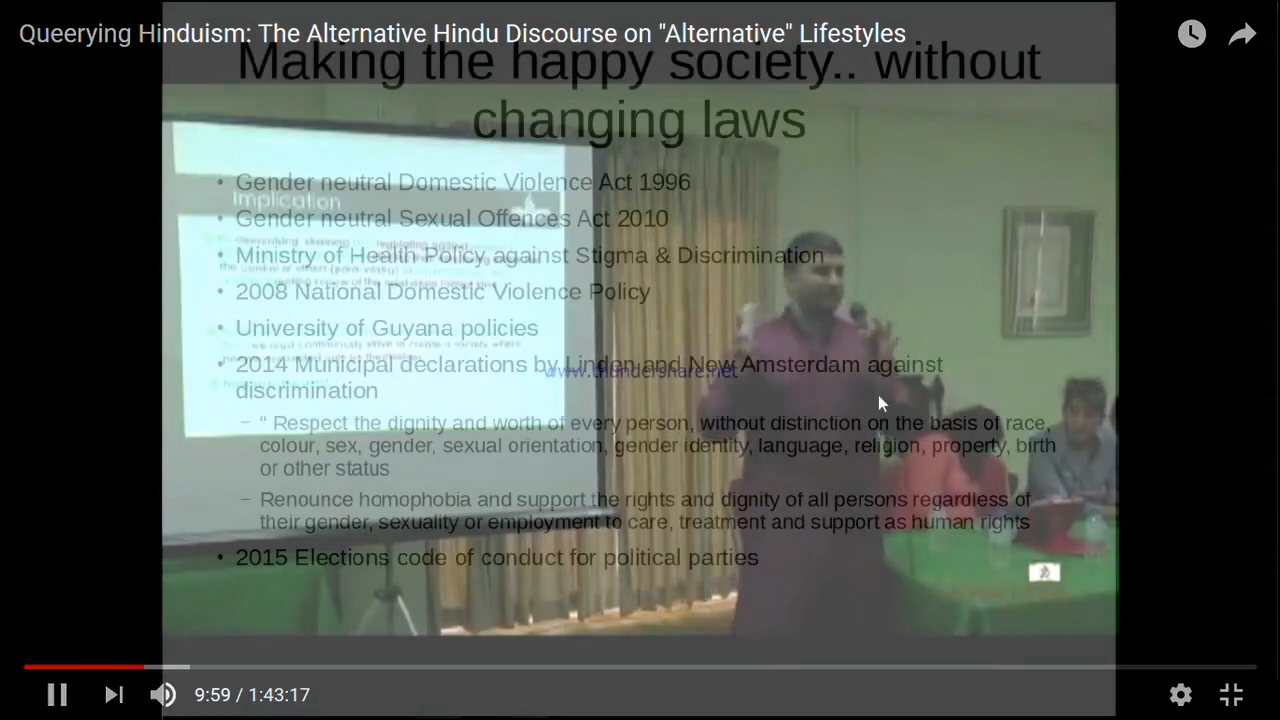 Queerying Hinduism: The Alternative Hindu Discourse on "Alternative" Lifestyles
Making the happy society.. without
changing laws
• Gender neutral Domestic Violence Act 1996
Implication
• Gender neutral Sexual Offences Act 2010
• Ministry of Health Policy against Stigma & Discrimination
• 2008 National Domestic Violence Policy
• University of Guyana policies
• 2014 Municipal declarations by Linden and New Amsterdam against
www.thundershare.net
discrimination
– " Respect the dignity and worth of every person, without distinction on the basis of race,
colour, sex, gender, sexual orientation, gender identity, language, religion, property, birth
or other status
– Renounce homophobia and support the rights and dignity of all persons regardless of
their gender, sexuality or employment to care, treatment and support as human rights
• 2015 Elections code of conduct for political parties
9:59 / 1:43:17